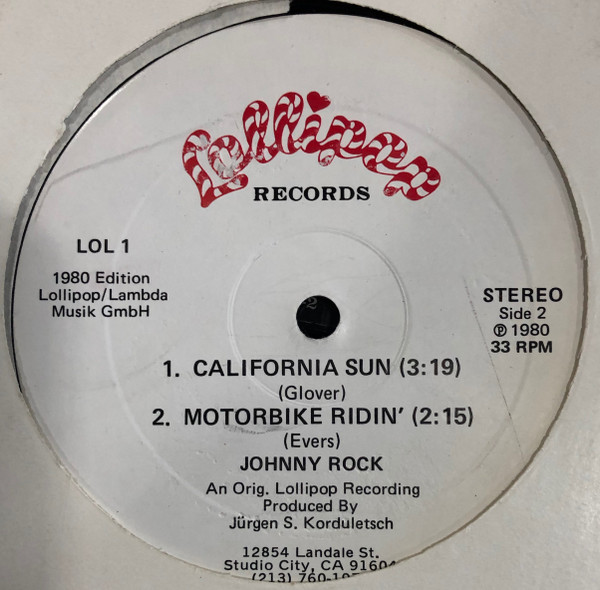 Lollipop
RECORDS
LOL 1
1980 Edition
Lollipop/Lambda
Musik GmbH
STEREO
Side 2
℗ 1980
33 RPM
1. CALIFORNIA SUN (3:19)
(Glover)
2. MOTORBIKE RIDIN' (2:15)
(Evers)
JOHNNY ROCK
An Orig. Lollipop Recording
Produced By
Jürgen S. Korduletsch
12854 Landale St.
Studio City, CA 91604
(213) 760-